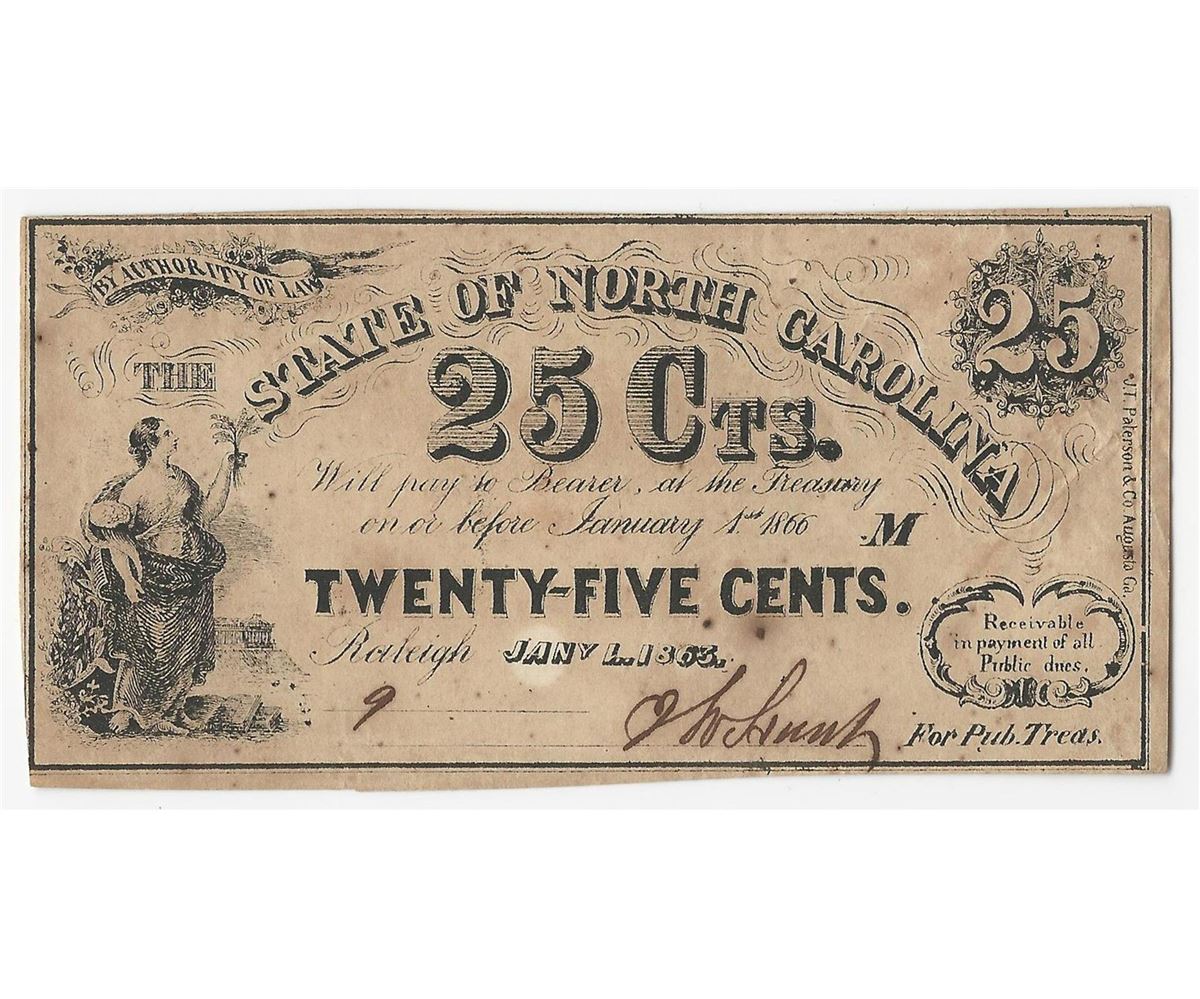 BY AUTHORITY OF LAW
THE
STATE OF NORTH CAROLINA
25
25 CTS.
Will pay to Bearer, at the Treasury
on or before January 1st 1866
M
TWENTY-FIVE CENTS.
Raleigh JANY 1. 1863.
9
J W Hunt
For Pub. Treas.
Receivable
in payment of all
Public dues.
J.T. Paterson & Co. Augusta Ga.